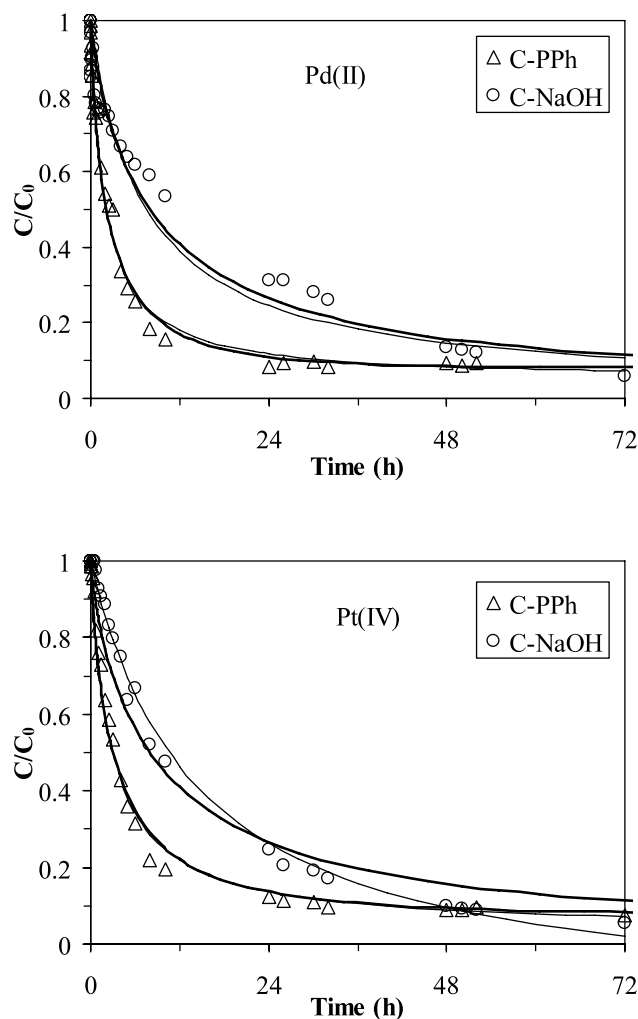 1
0.8
0.6
0.4
0.2
0
C/C0
Pd(II)
C-PPh
C-NaOH
0 24 48 72
Time (h)
1
0.8
0.6
0.4
0.2
0
C/C0
Pt(IV)
C-PPh
C-NaOH
0 24 48 72
Time (h)